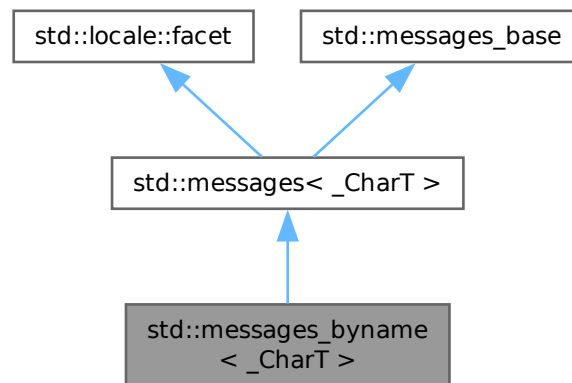 std::locale::facet
std::messages_base
std::messages< _CharT >
std::messages_byname
< _CharT >